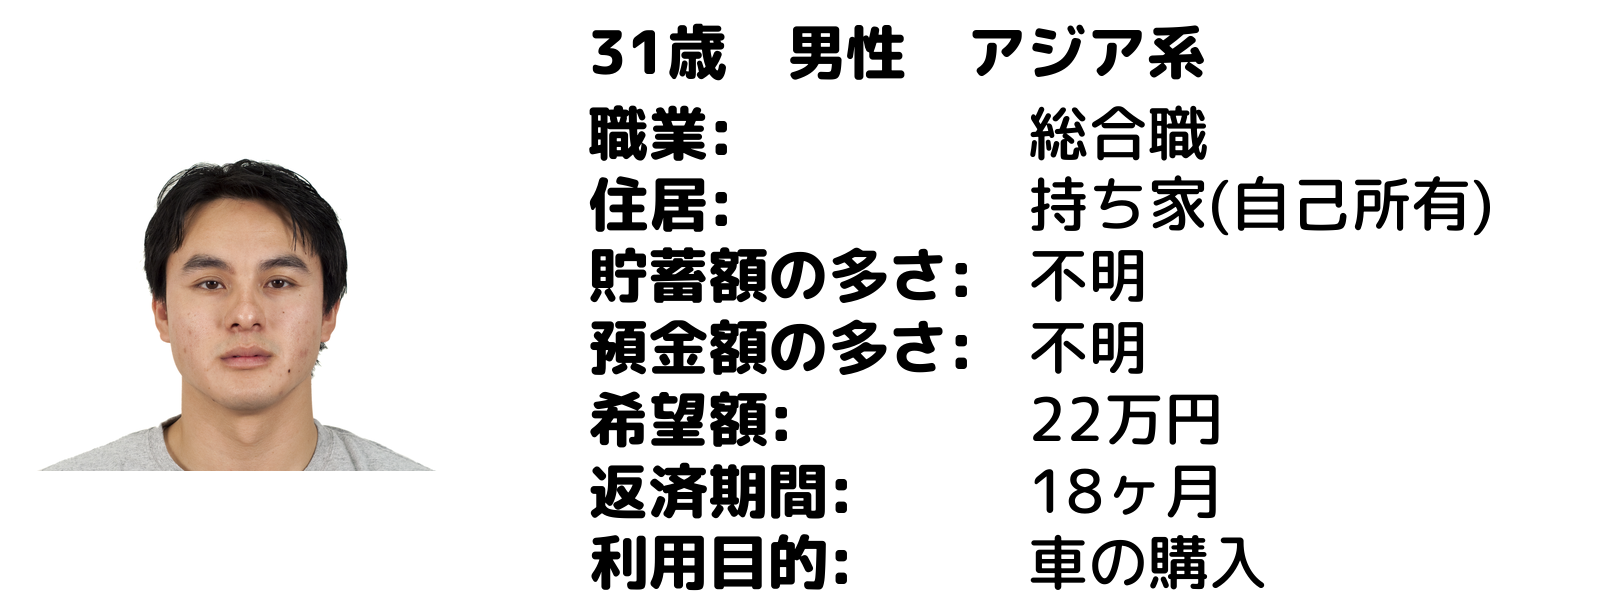 31歳　男性　アジア系
職業:　総合職
住居:　持ち家(自己所有)
貯蓄額の多さ:　不明
預金額の多さ:　不明
希望額:　22万円
返済期間:　18ヶ月
利用目的:　車の購入